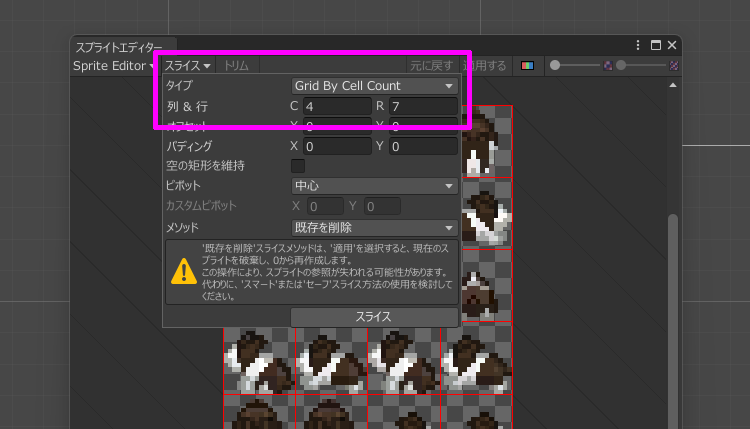 スプライトエディター
Sprite Editor スライス トリム 元に戻す 適用する
タイプ Grid By Cell Count
列 & 行 C 4 R 7
オフセット X 0 Y 0
パディング X 0 Y 0
空の矩形を維持
ピボット 中心
カスタムピボット X 0 Y 0
メソッド 既存を削除
'既存を削除'スライスメソッドは、'適用'を選択すると、現在のス
プライトを破棄し、0から再作成します。
この操作により、スプライトの参照が失われる可能性があります。
代わりに、'スマート'または'セーフ'スライス方法の使用を検討して
ください。
スライス